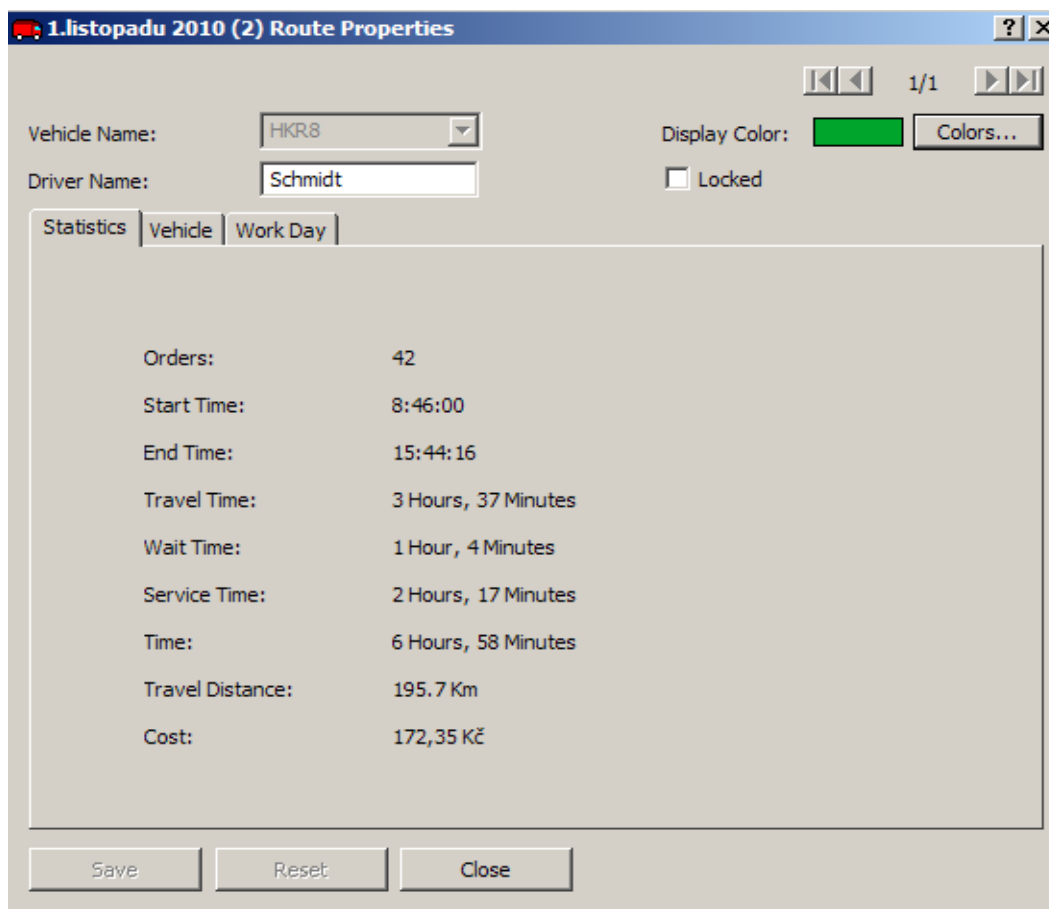 1.listopadu 2010 (2) Route Properties
1/1
Vehicle Name: HKR8 Display Color: Colors...
Driver Name: Schmidt Locked
Statistics Vehicle Work Day
Orders: 42
Start Time: 8:46:00
End Time: 15:44:16
Travel Time: 3 Hours, 37 Minutes
Wait Time: 1 Hour, 4 Minutes
Service Time: 2 Hours, 17 Minutes
Time: 6 Hours, 58 Minutes
Travel Distance: 195.7 Km
Cost: 172,35 Kč
Save Reset Close